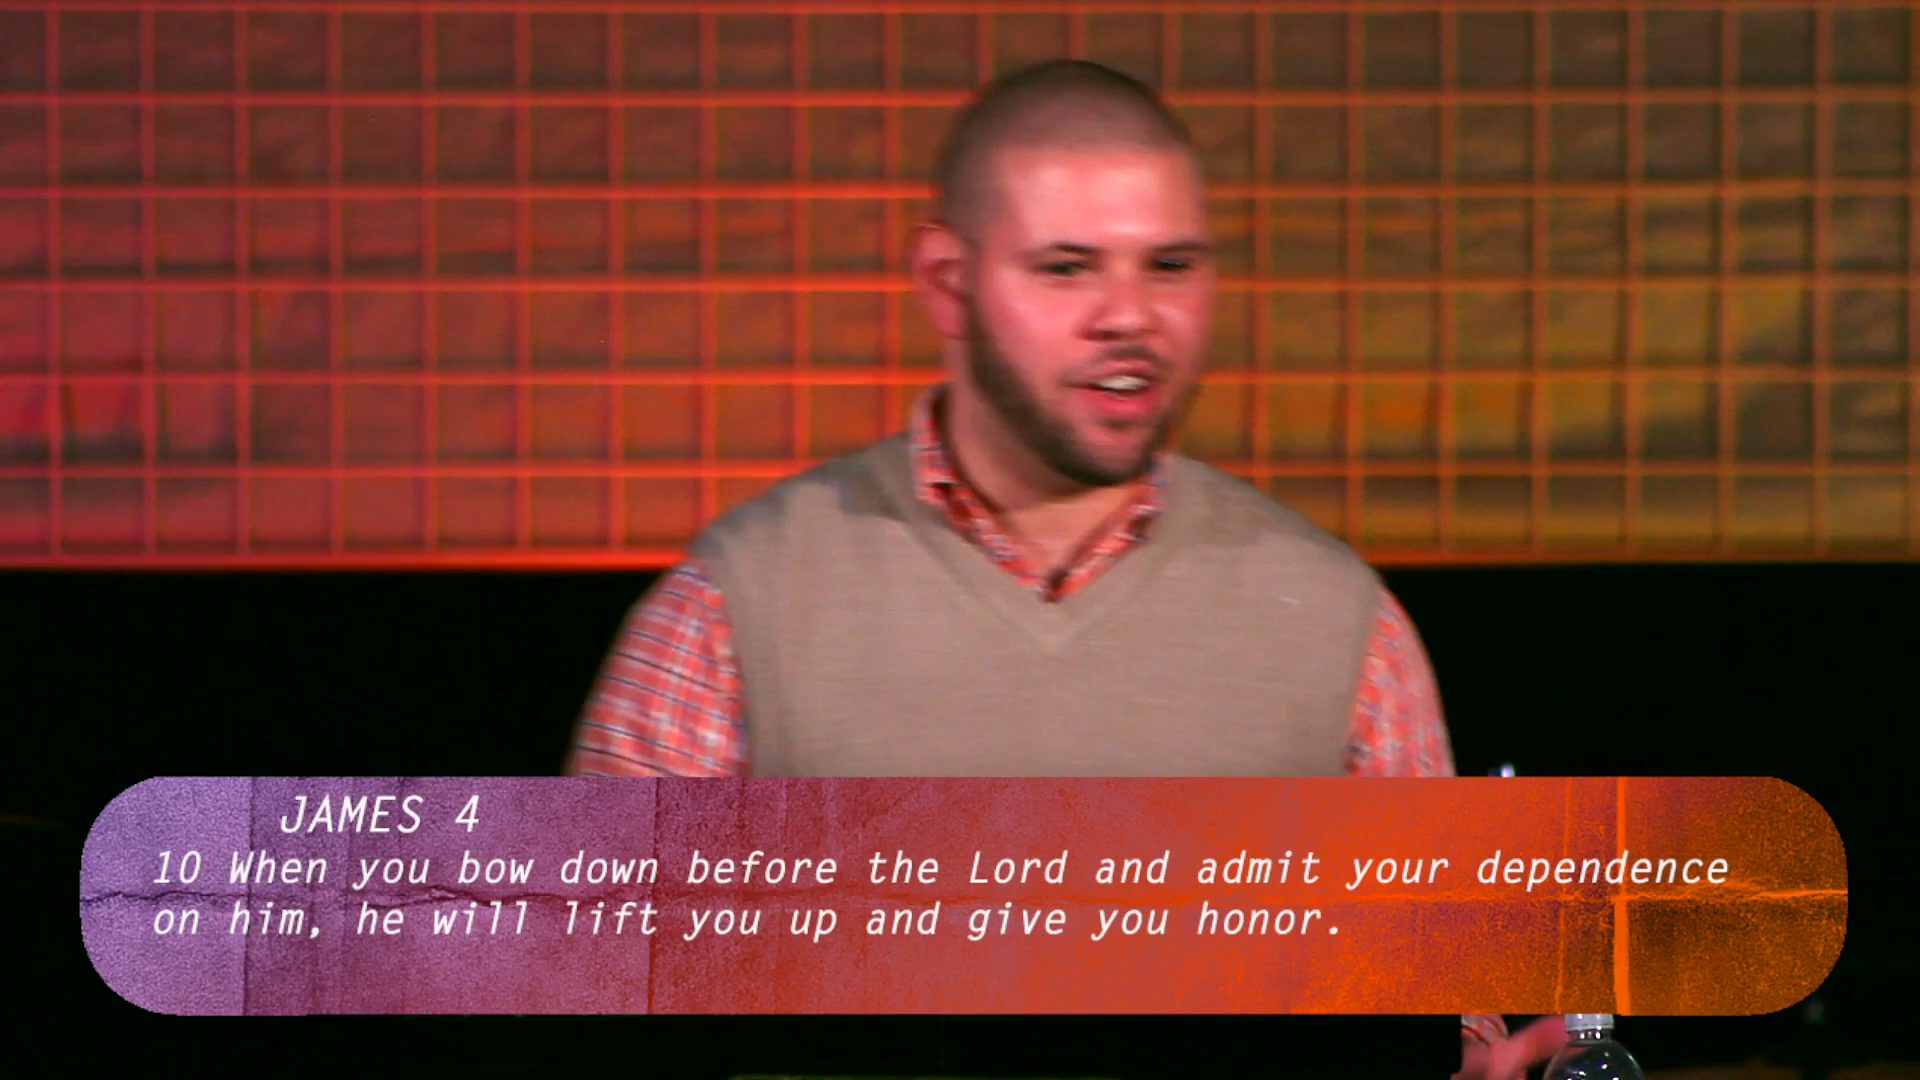 JAMES 4
10 When you bow down before the Lord and admit your dependence
on him, he will lift you up and give you honor.